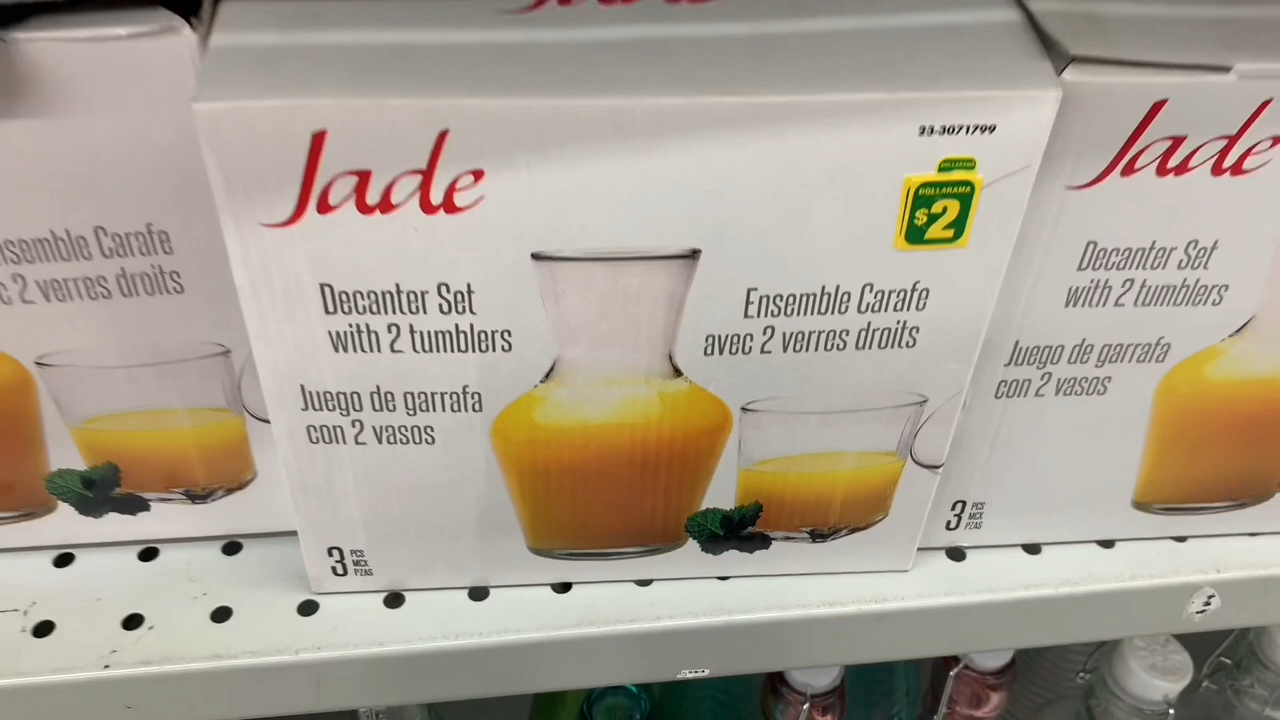 Jade
23-3071799
DOLLARAMA
DOLLARAMA
$2
Decanter Set
with 2 tumblers
Ensemble Carafe
avec 2 verres droits
Juego de garrafa
con 2 vasos
3 PCS
MCX
PZAS
nsemble Carafe
c 2 verres droits
Jade
Decanter Set
with 2 tumblers
Juego de garrafa
con 2 vasos
3 PCS
MCX
PZAS